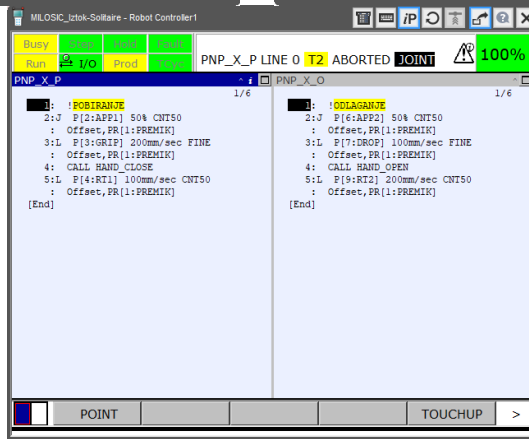 MILOSIC_Iztok-Solitaire - Robot Controller1
iP
Busy Stop Hold Fault
Run I/O Prod TCyc
PNP_X_P LINE 0 T2 ABORTED JOINT
100%
PNP_X_P
1/6
1: !POBIRANJE
2:J P[2:APP1] 50% CNT50
: Offset,PR[1:PREMIK]
3:L P[3:GRIP] 200mm/sec FINE
: Offset,PR[1:PREMIK]
4: CALL HAND_CLOSE
5:L P[4:RT1] 100mm/sec CNT50
: Offset,PR[1:PREMIK]
[End]
PNP_X_O
1/6
1: !ODLAGANJE
2:J P[6:APP2] 50% CNT50
: Offset,PR[1:PREMIK]
3:L P[7:DROP] 100mm/sec FINE
: Offset,PR[1:PREMIK]
4: CALL HAND_OPEN
5:L P[9:RT2] 200mm/sec CNT50
: Offset,PR[1:PREMIK]
[End]
POINT TOUCHUP >